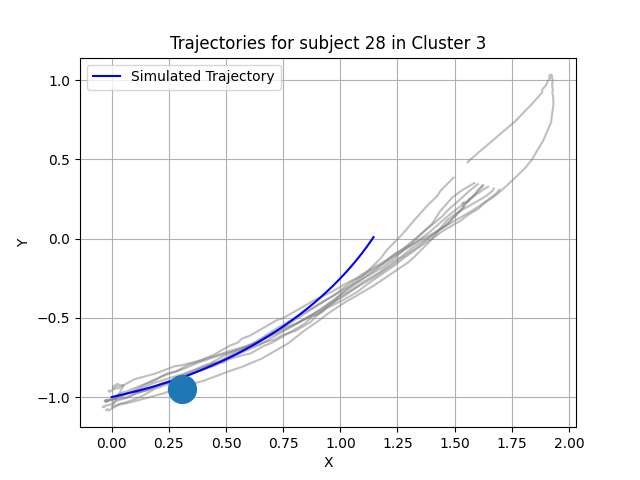 Trajectories for subject 28 in Cluster 3
Simulated Trajectory
Y
1.0
0.5
0.0
−0.5
−1.0
0.00 0.25 0.50 0.75 1.00 1.25 1.50 1.75 2.00
X